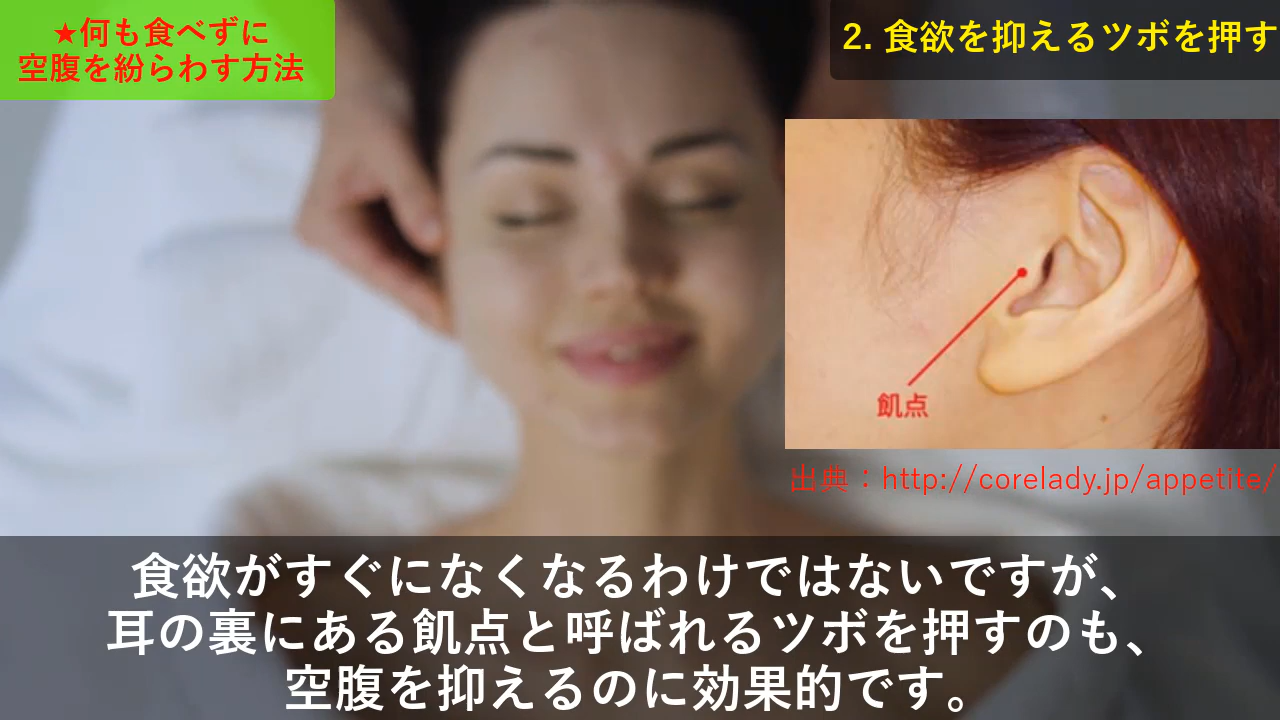 ★何も食べずに
空腹を紛らわす方法
2. 食欲を抑えるツボを押す
飢点
出典：http://corelady.jp/appetite/
食欲がすぐになくなるわけではないですが、
耳の裏にある飢点と呼ばれるツボを押すのも、
空腹を抑えるのに効果的です。